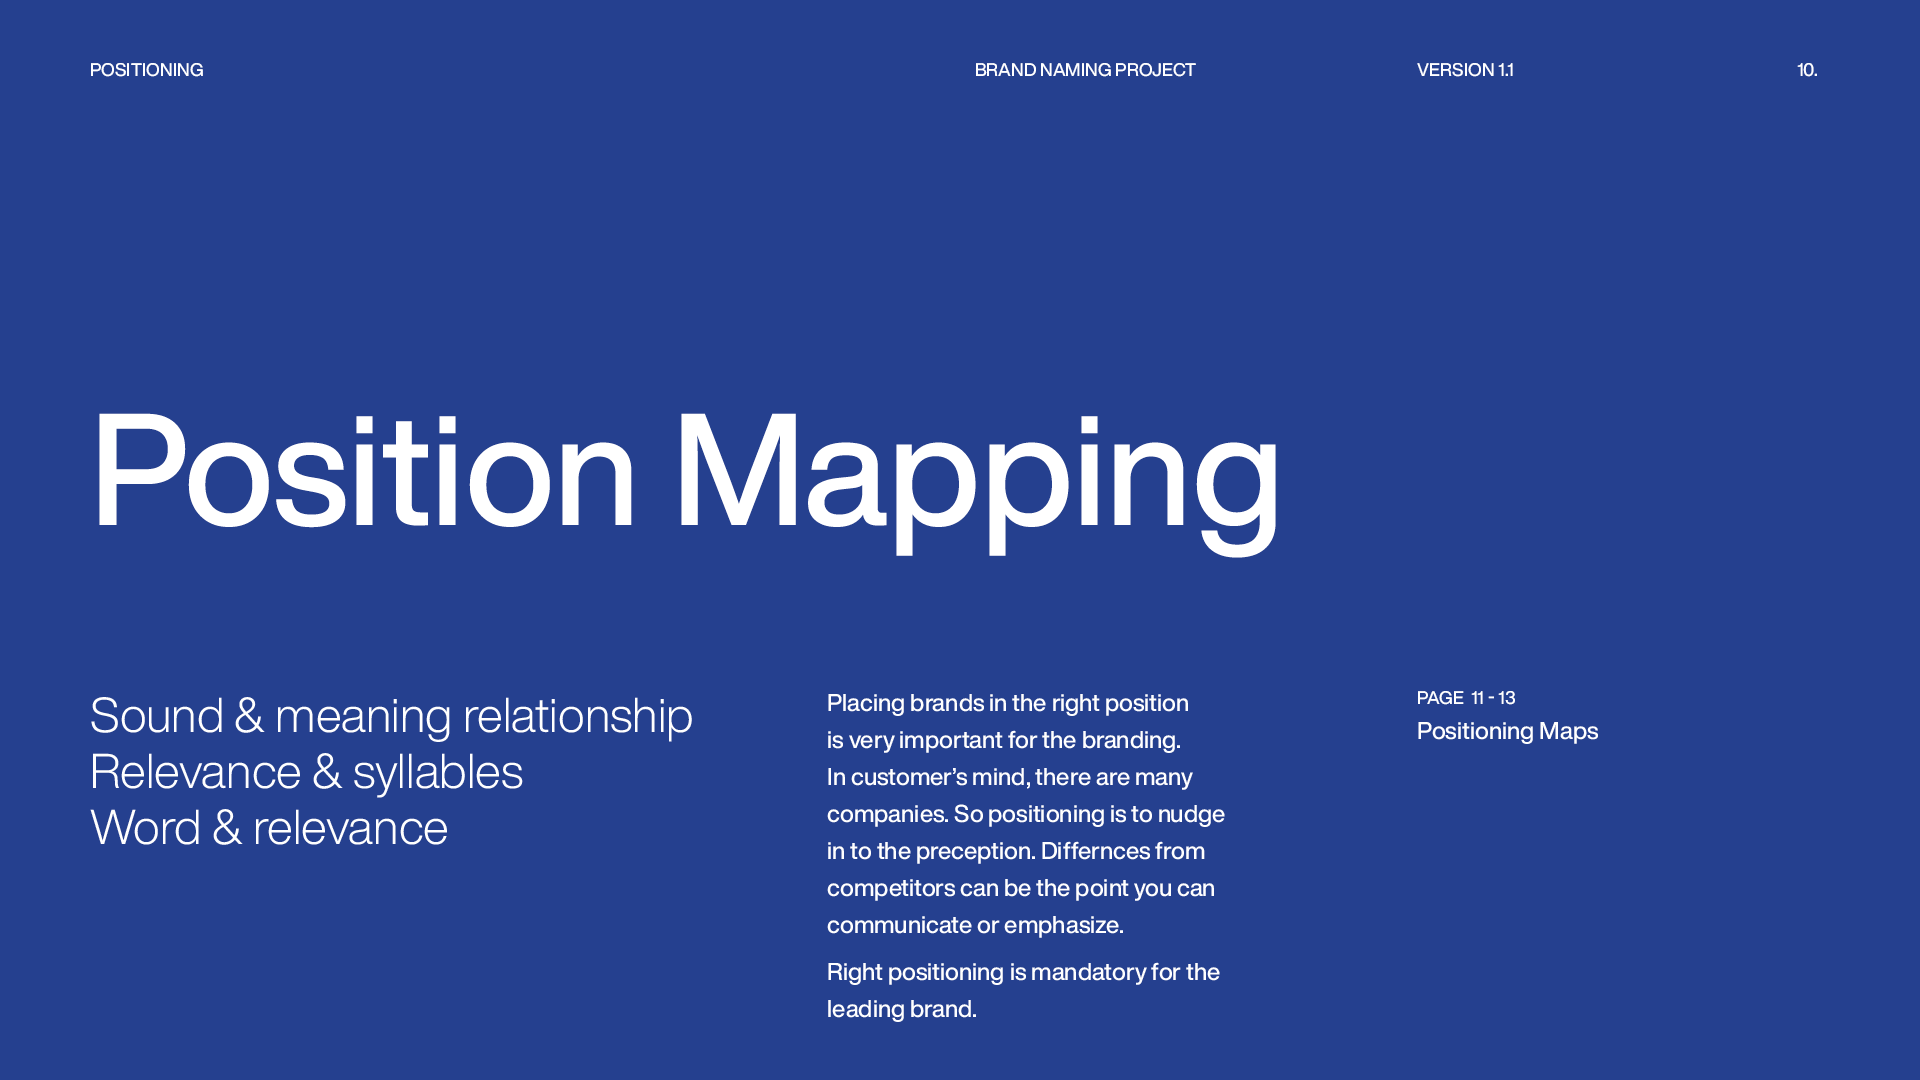 POSITIONING
BRAND NAMING PROJECT
VERSION 1.1
10.
Position Mapping
Sound & meaning relationship
Relevance & syllables
Word & relevance
Placing brands in the right position
is very important for the branding.
In customer’s mind, there are many
companies. So positioning is to nudge
in to the preception. Differnces from
competitors can be the point you can
communicate or emphasize.
Right positioning is mandatory for the
leading brand.
PAGE 11 - 13
Positioning Maps